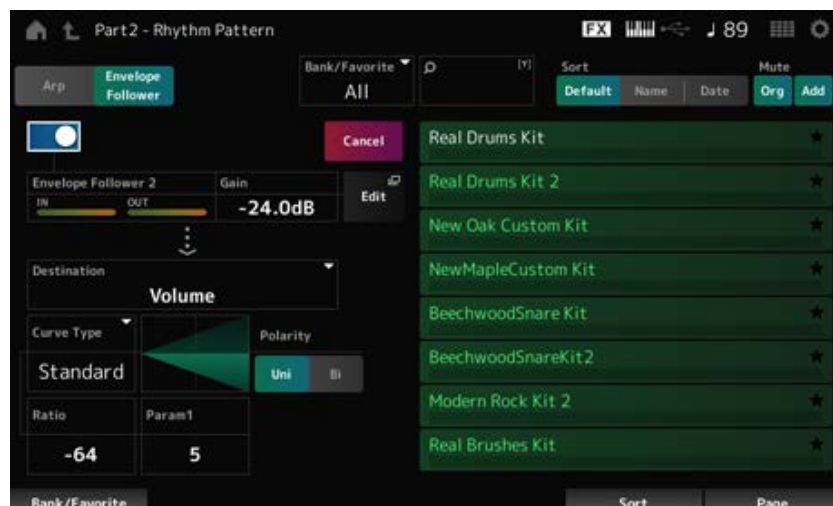 Part2 - Rhythm Pattern
FX
♩ 89
Arp
Envelope
Follower
Bank/Favorite
All
[Y]
Sort
Default Name Date
Mute
Org Add
Cancel
Envelope Follower 2
IN OUT
Gain
-24.0dB
Edit
Destination
Volume
Curve Type
Standard
Polarity
Uni Bi
Ratio
-64
Param1
5
Real Drums Kit
Real Drums Kit 2
New Oak Custom Kit
NewMapleCustom Kit
BeechwoodSnare Kit
BeechwoodSnareKit2
Modern Rock Kit 2
Real Brushes Kit
Bank/Favorite
Sort
Page